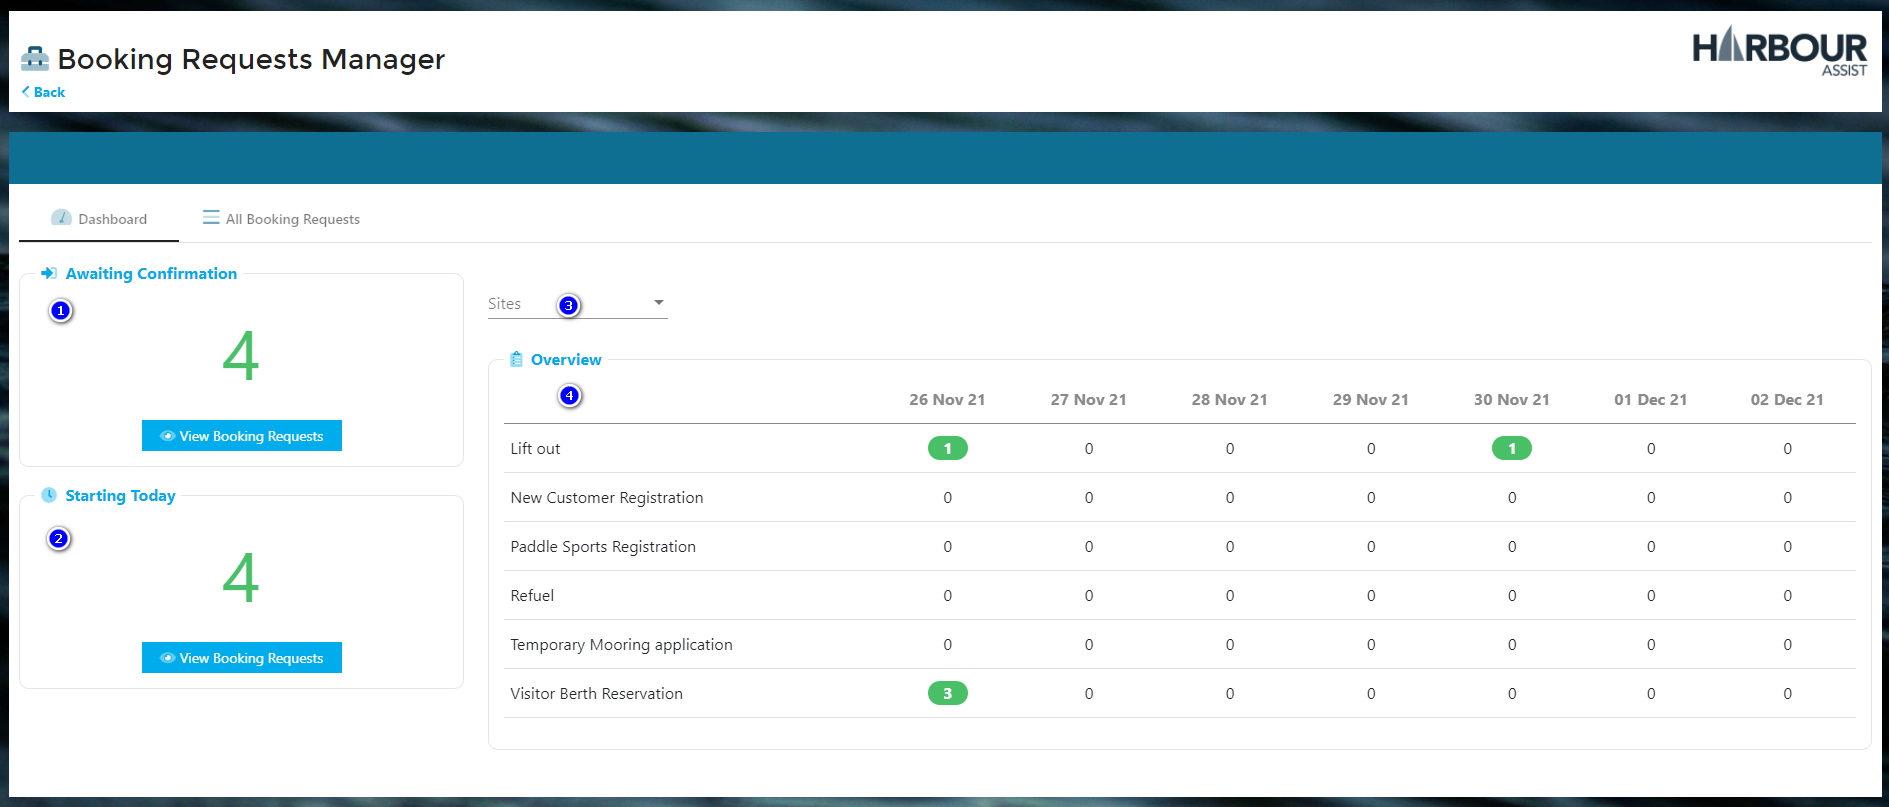 Booking Requests Manager
Back
HARBOUR
ASSIST
Dashboard
All Booking Requests
Awaiting Confirmation
1
4
View Booking Requests
Starting Today
2
4
View Booking Requests
Sites 3
Overview
4
26 Nov 21 27 Nov 21 28 Nov 21 29 Nov 21 30 Nov 21 01 Dec 21 02 Dec 21
Lift out 1 0 0 0 1 0 0
New Customer Registration 0 0 0 0 0 0 0
Paddle Sports Registration 0 0 0 0 0 0 0
Refuel 0 0 0 0 0 0 0
Temporary Mooring application 0 0 0 0 0 0 0
Visitor Berth Reservation 3 0 0 0 0 0 0